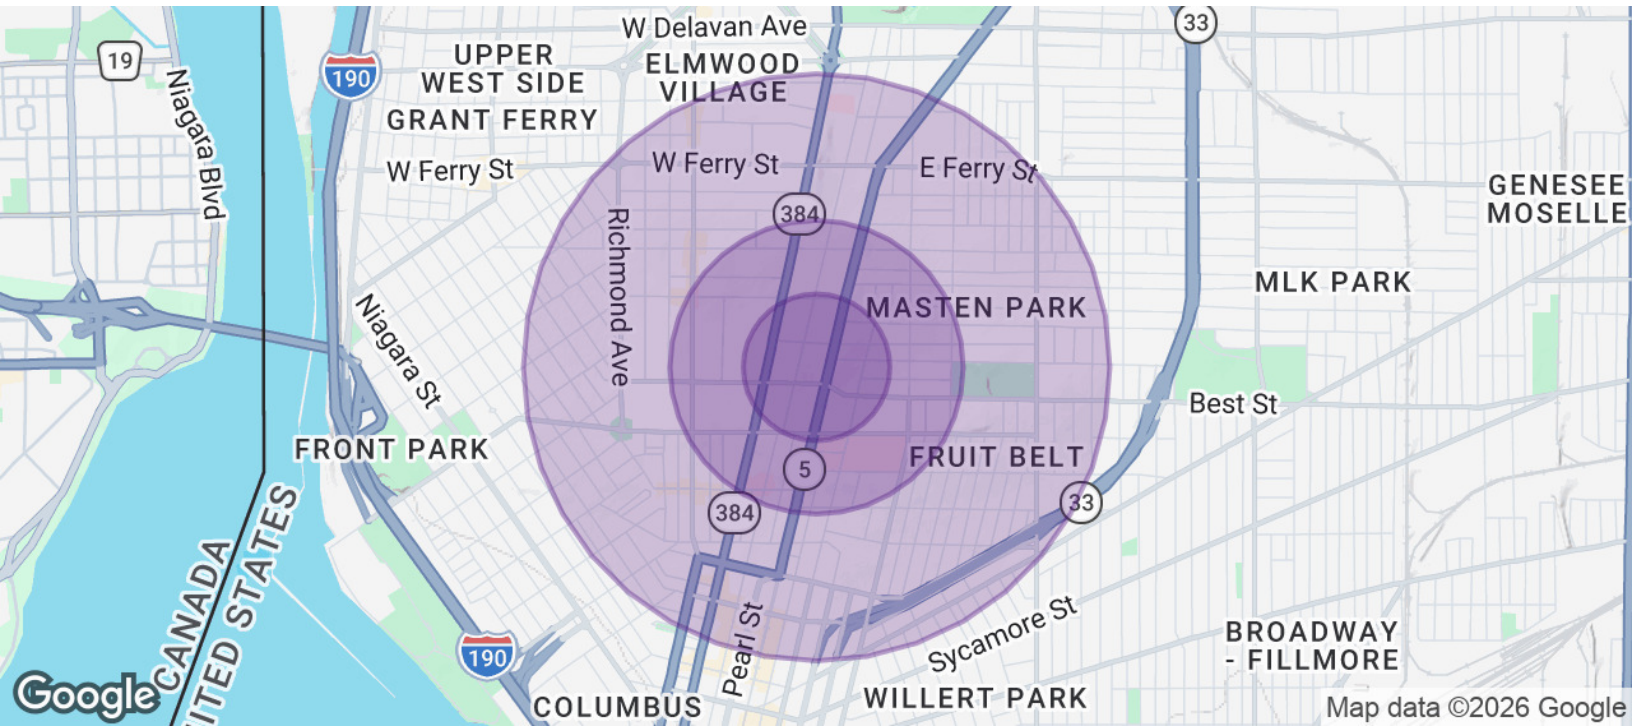 W Delavan Ave
33
19
190
UPPER
WEST SIDE
ELMWOOD
VILLAGE
Niagara Blvd
GRANT FERRY
W Ferry St
W Ferry St
E Ferry St
GENESEE
MOSELLE
384
Richmond Ave
MLK PARK
MASTEN PARK
Niagara St
Best St
FRONT PARK
FRUIT BELT
5
384
33
CANADA
UNITED STATES
Pearl St
Sycamore St
BROADWAY
- FILLMORE
190
Google
COLUMBUS
WILLERT PARK
Map data ©2026 Google